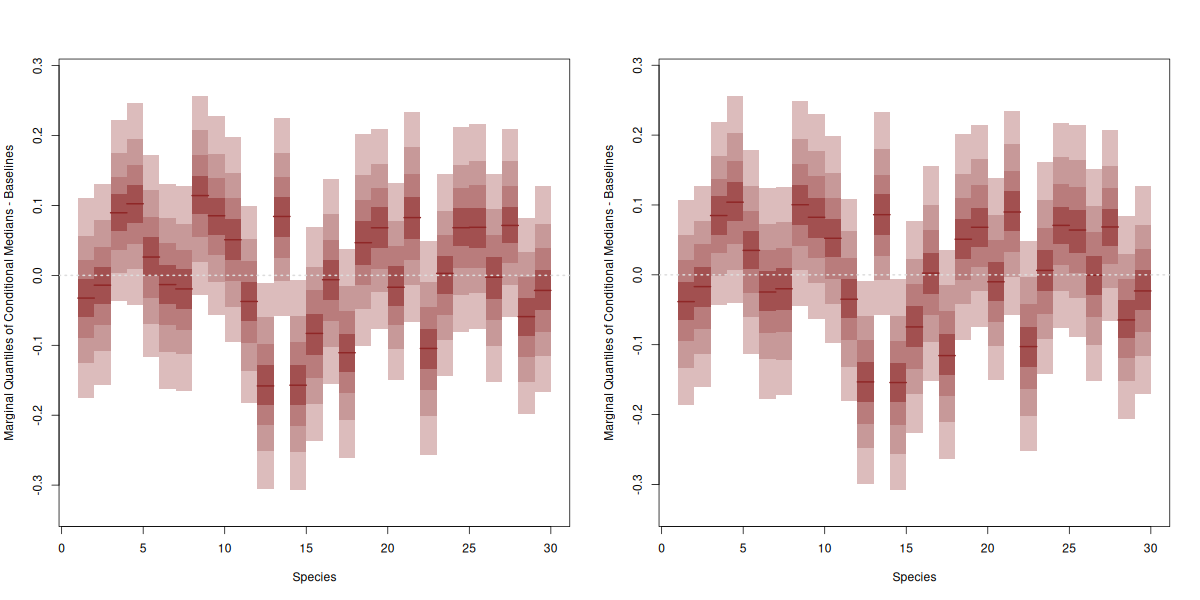 Marginal Quantiles of Conditional Medians - Baselines
0.3
0.2
0.1
0.0
-0.1
-0.2
-0.3
0 5 10 15 20 25 30
Species
Marginal Quantiles of Conditional Medians - Baselines
0.3
0.2
0.1
0.0
-0.1
-0.2
-0.3
0 5 10 15 20 25 30
Species